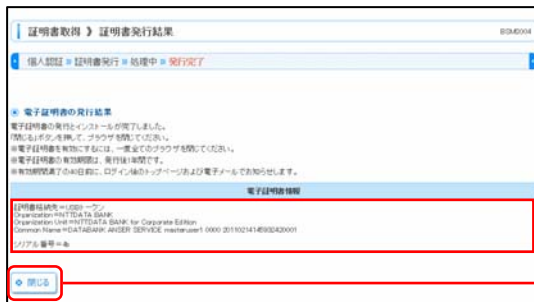 証明書取得 》 証明書発行結果
BSMD004
個人認証 » 証明書発行 » 処理中 » 発行完了
電子証明書の発行結果
電子証明書の発行とインストールが完了しました。
「閉じる」ボタンを押して、ブラウザを閉じてください。
※電子証明書を有効にするには、一度全てのブラウザを閉じてください。
※電子証明書の有効期限は、発行後1年間です。
※有効期間満了の40日前に、ログイン後のトップページおよび電子メールでお知らせします。
電子証明書情報
証明書格納先=USBトークン
Organization=NTTDATA BANK
Organization Unit=NTTDATA BANK for Corporate Edition
Common Name=DATABANK ANSER SERVICE masteruser1 0000
シリアル番号=4b
閉じる